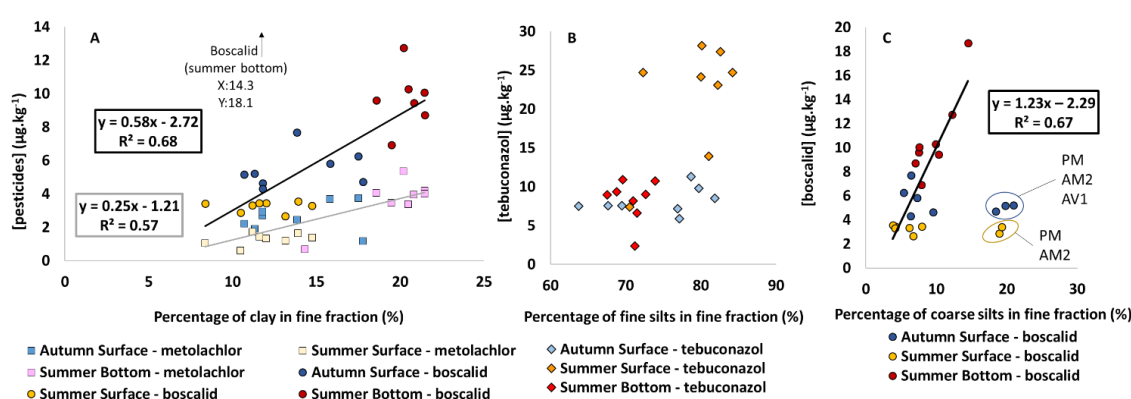 A
[pesticides] (µg.kg⁻¹)
14
12
10
8
6
4
2
0
0
5
10
15
20
25
Boscalid
(summer bottom)
X:14.3
Y:18.1
y = 0.58x - 2.72
R² = 0.68
y = 0.25x - 1.21
R² = 0.57
Percentage of clay in fine fraction (%)
Autumn Surface - metolachlor
Summer Surface - metolachlor
Summer Bottom - metolachlor
Autumn Surface - boscalid
Summer Surface - boscalid
Summer Bottom - boscalid
B
[tebuconazol] (µg.kg⁻¹)
30
25
20
15
10
5
0
60
70
80
90
Percentage of fine silts in fine fraction (%)
Autumn Surface - tebuconazol
Summer Surface - tebuconazol
Summer Bottom - tebuconazol
C
[boscalid] (µg.kg⁻¹)
20
18
16
14
12
10
8
6
4
2
0
0
10
20
30
y = 1.23x – 2.29
R² = 0.67
PM
AM2
AV1
PM
AM2
Percentage of coarse silts in fine fraction (%)
Autumn Surface - boscalid
Summer Surface - boscalid
Summer Bottom - boscalid